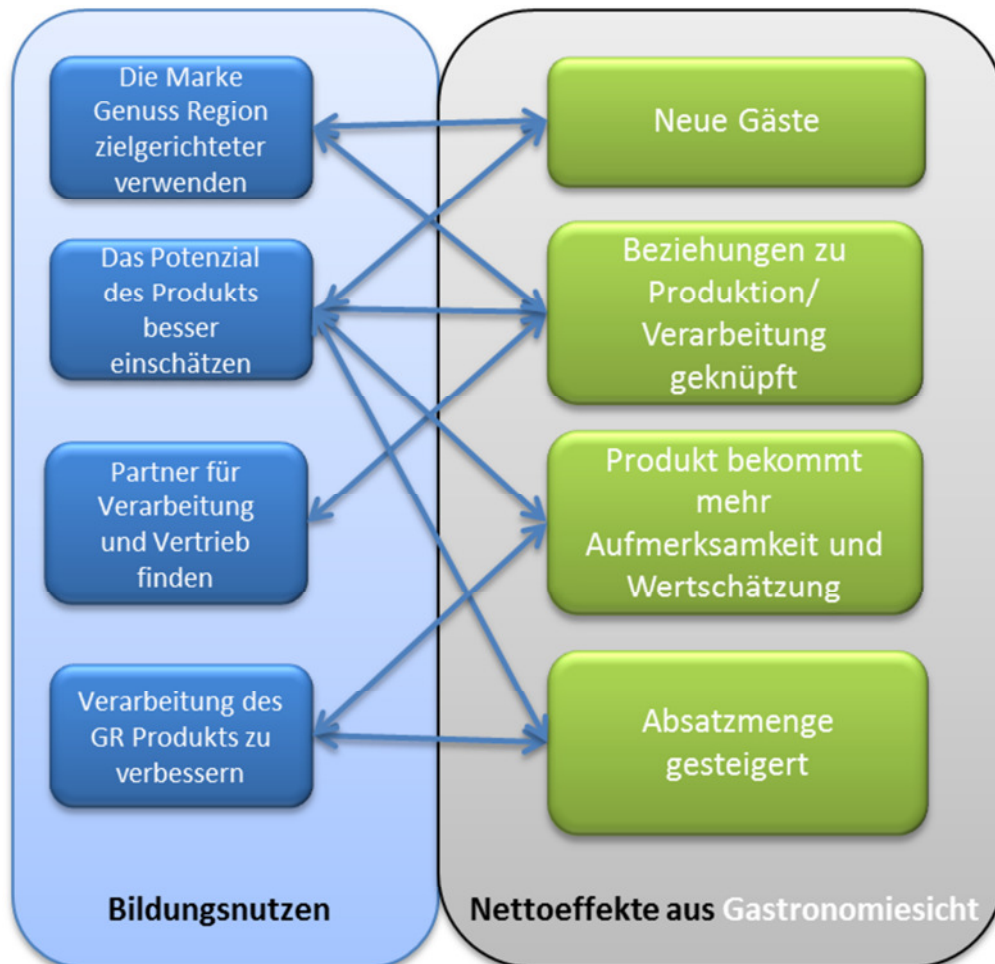 Die Marke
Genuss Region
zielgerichteter
verwenden
Das Potenzial
des Produkts
besser
einschätzen
Partner für
Verarbeitung
und Vertrieb
finden
Verarbeitung des
GR Produkts zu
verbessern
Bildungsnutzen
Neue Gäste
Beziehungen zu
Produktion/
Verarbeitung
geknüpft
Produkt bekommt
mehr
Aufmerksamkeit und
Wertschätzung
Absatzmenge
gesteigert
Nettoeffekte aus Gastronomiesicht